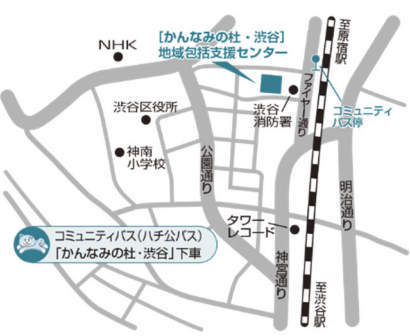 至原宿駅
NHK
[かんなみの杜・渋谷]
地域包括支援センター
ファイヤー通り
渋谷
消防署
コミュニティ
バス停
渋谷区役所
神南
小学校
公園通り
明治通り
タワー
レコード
神宮通り
至渋谷駅
コミュニティバス(ハチ公バス)
「かんなみの杜・渋谷」下車